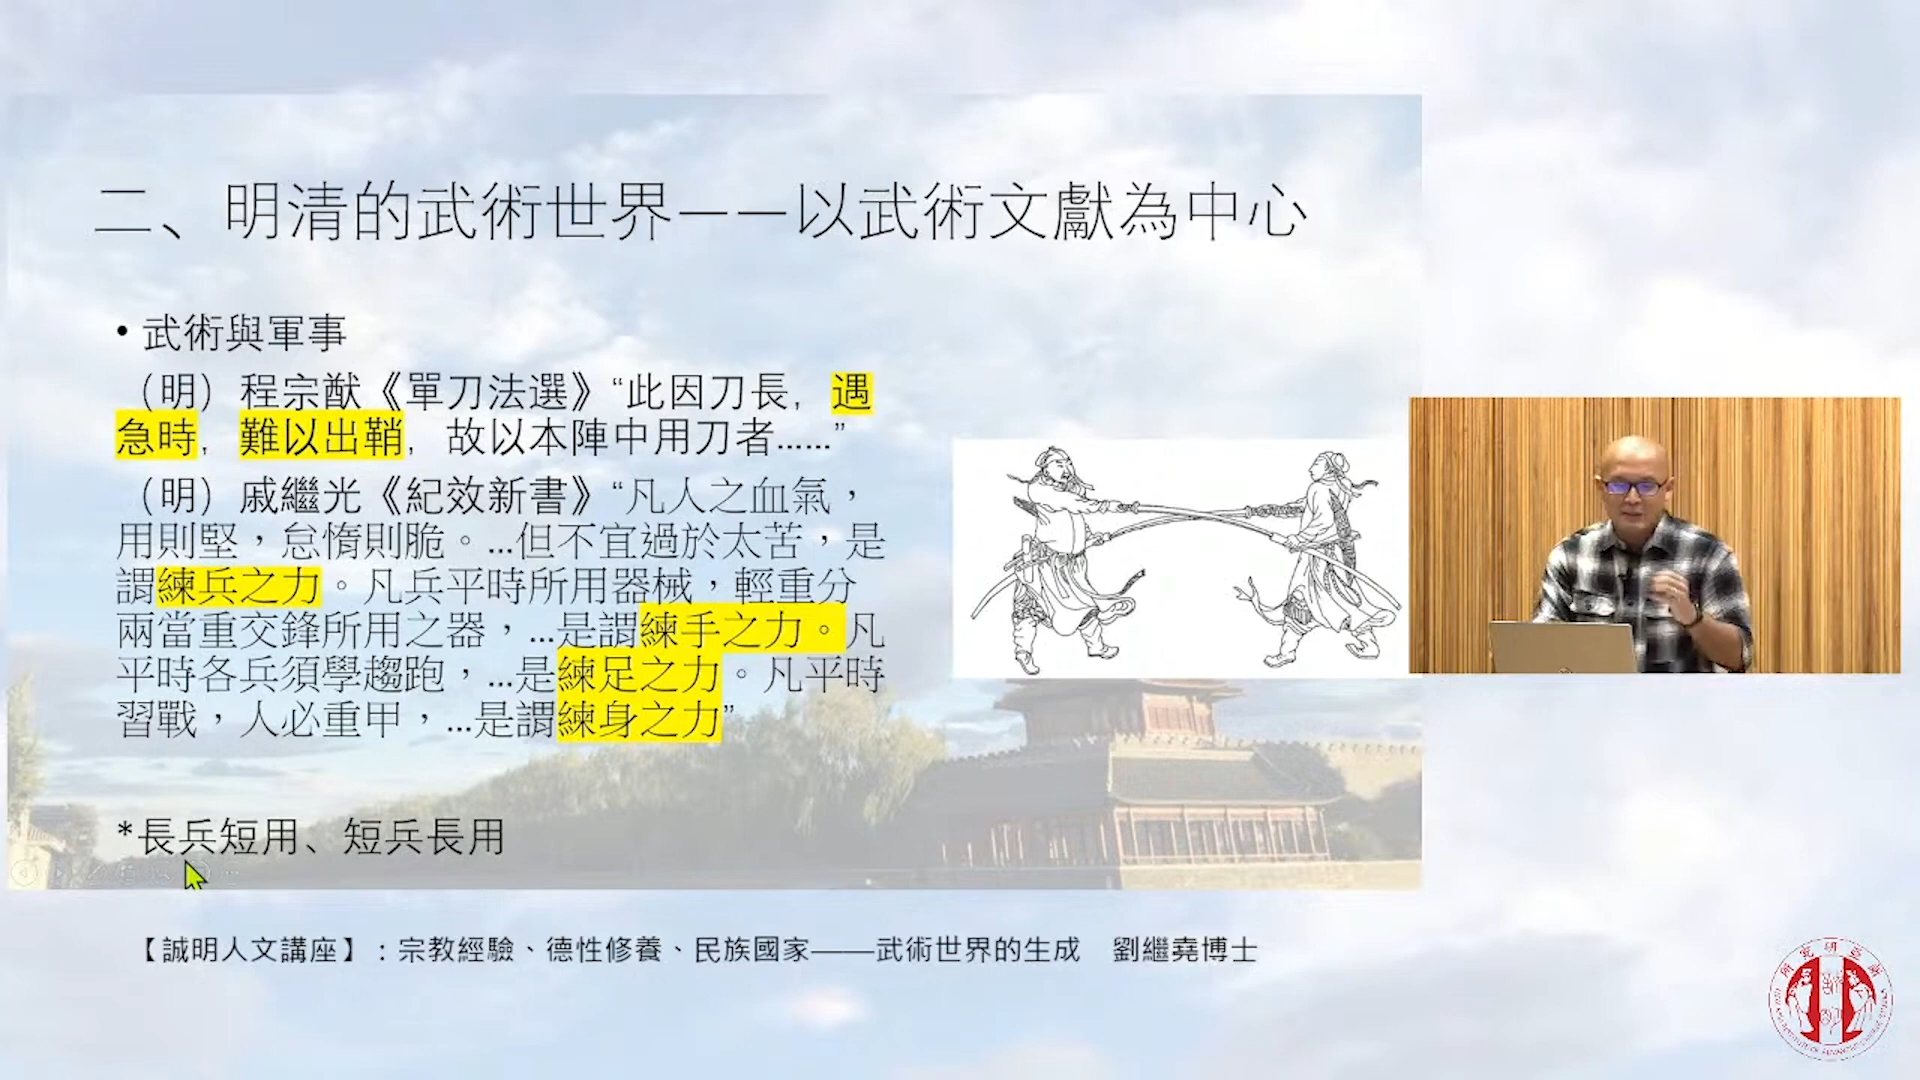 二、明清的武術世界——以武術文獻為中心
• 武術與軍事
（明）程宗猷《單刀法選》“此因刀長，遇
急時，難以出鞘，故以本陣中用刀者……”
（明）戚繼光《紀效新書》“凡人之血氣，
用則堅，怠惰則脆。…但不宜過於太苦，是
謂練兵之力。凡兵平時所用器械，輕重分
兩當重交鋒所用之器，…是謂練手之力。凡
平時各兵須學趨跑，…是練足之力。凡平時
習戰，人必重甲，…是謂練身之力”
*長兵短用、短兵長用
【誠明人文講座】：宗教經驗、德性修養、民族國家——武術世界的生成　劉繼堯博士